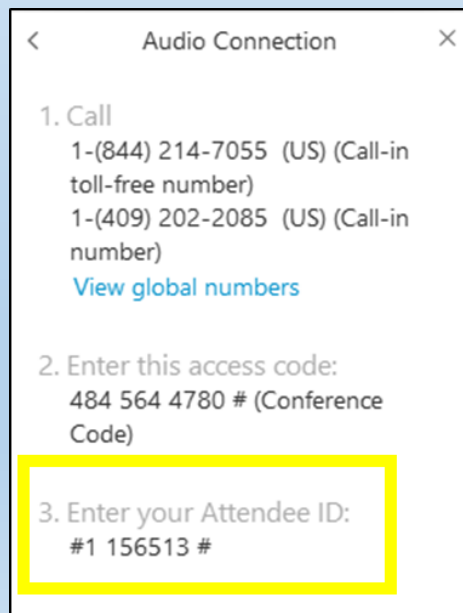 Audio Connection
1. Call
1-(844) 214-7055 (US) (Call-in
toll-free number)
1-(409) 202-2085 (US) (Call-in
number)
View global numbers
2. Enter this access code:
484 564 4780 # (Conference
Code)
3. Enter your Attendee ID:
#1 156513 #